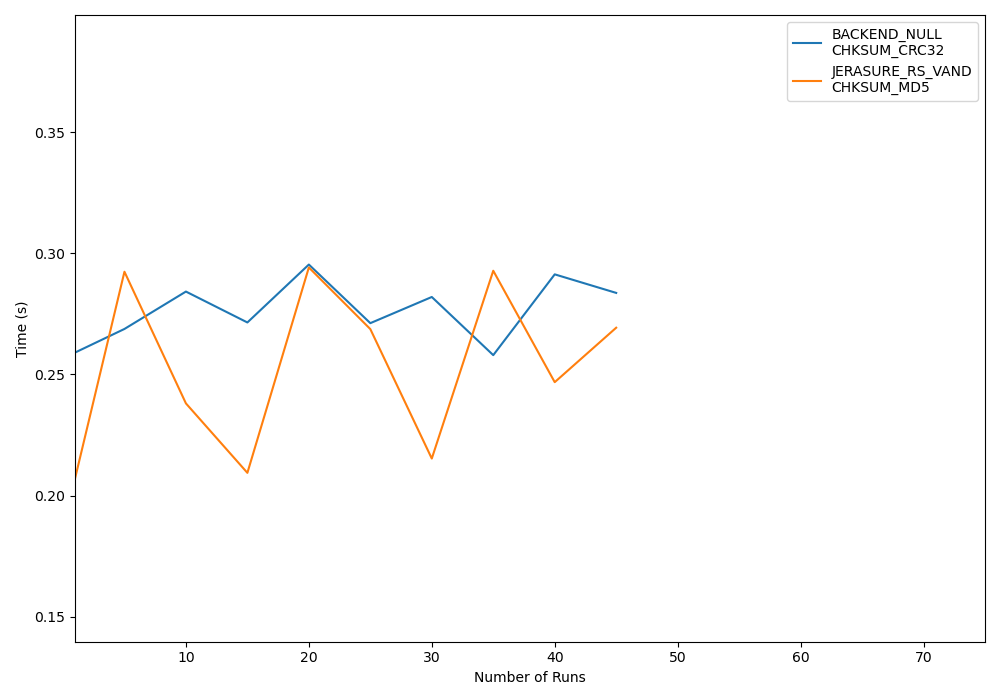 BACKEND_NULL
CHKSUM_CRC32
JERASURE_RS_VAND
CHKSUM_MD5
0.35
0.30
0.25
0.20
0.15
Time (s)
10 20 30 40 50 60 70
Number of Runs